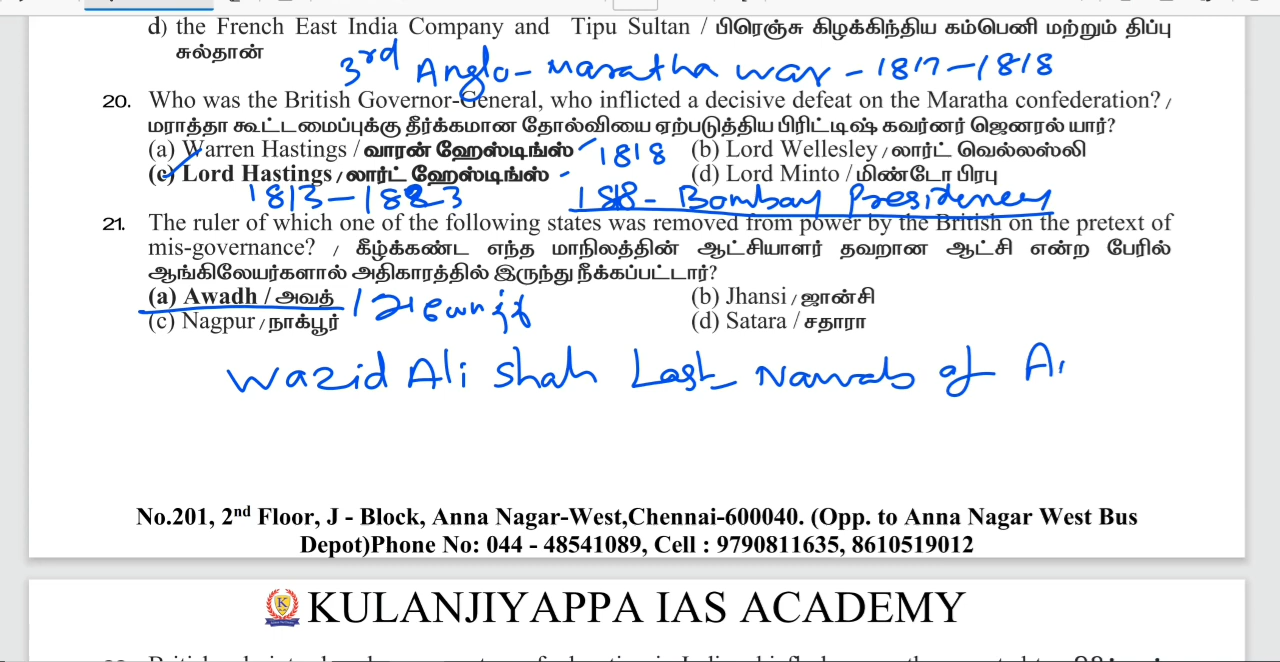 d) the French East India Company and Tipu Sultan / பிரெஞ்சு கிழக்கிந்திய கம்பெனி மற்றும் திப்பு
சுல்தான்
3rd Anglo-Maratha war - 1817-1818
20. Who was the British Governor-General, who inflicted a decisive defeat on the Maratha confederation? /
மராத்தா கூட்டமைப்புக்கு தீர்க்கமான தோல்வியை ஏற்படுத்திய பிரிட்டிஷ் கவர்னர் ஜெனரல் யார்?
(a) Warren Hastings / வாரன் ஹேஸ்டிங்ஸ் 1818 (b) Lord Wellesley / லார்ட் வெல்லஸ்லி
(c) Lord Hastings / லார்ட் ஹேஸ்டிங்ஸ் - (d) Lord Minto / மிண்டோ பிரபு
1813-1823 1818- Bombay Presidency
21. The ruler of which one of the following states was removed from power by the British on the pretext of
mis-governance? / கீழ்க்கண்ட எந்த மாநிலத்தின் ஆட்சியாளர் தவறான ஆட்சி என்ற பேரில்
ஆங்கிலேயர்களால் அதிகாரத்தில் இருந்து நீக்கப்பட்டார்?
(a) Awadh / அவத் / (b) Jhansi / ஜான்சி
(c) Nagpur / நாக்பூர் (d) Satara / சதாரா
Wazid Ali Shah Last Nawab of
No.201, 2nd Floor, J - Block, Anna Nagar-West,Chennai-600040. (Opp. to Anna Nagar West Bus
Depot)Phone No: 044 - 48541089, Cell : 9790811635, 8610519012
KULANJIYAPPA IAS ACADEMY